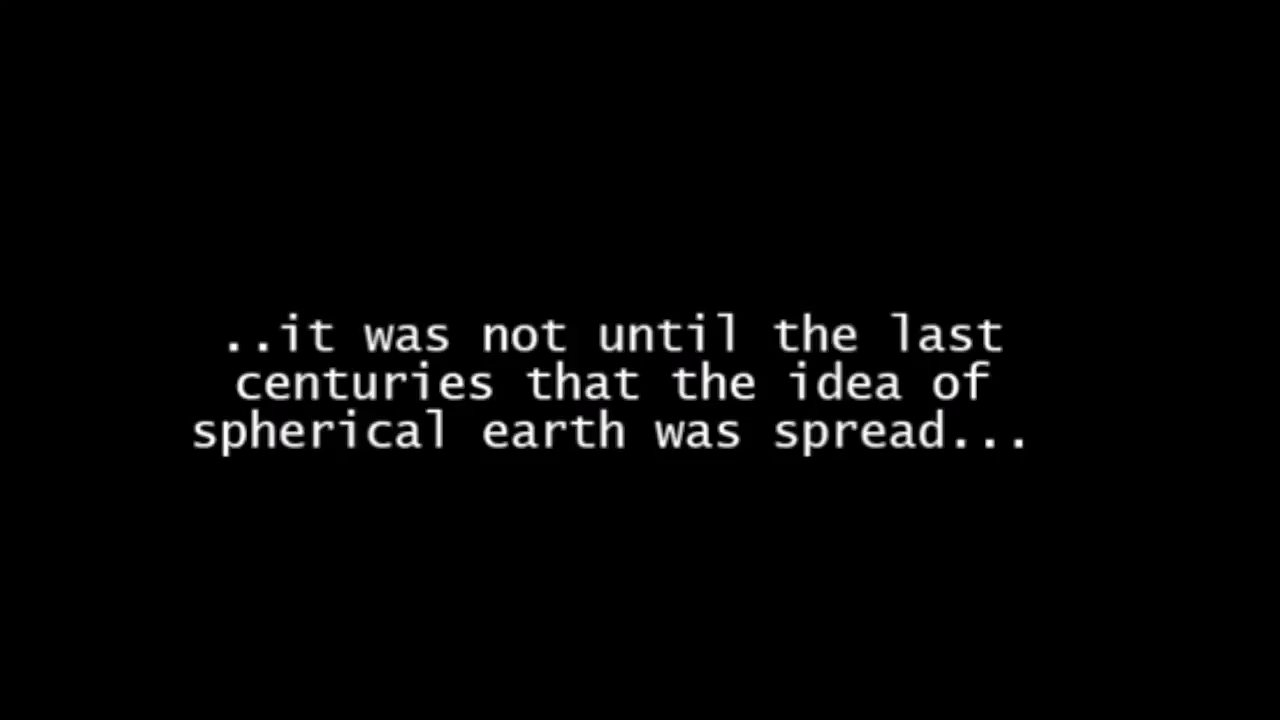 ..it was not until the last
centuries that the idea of
spherical earth was spread...